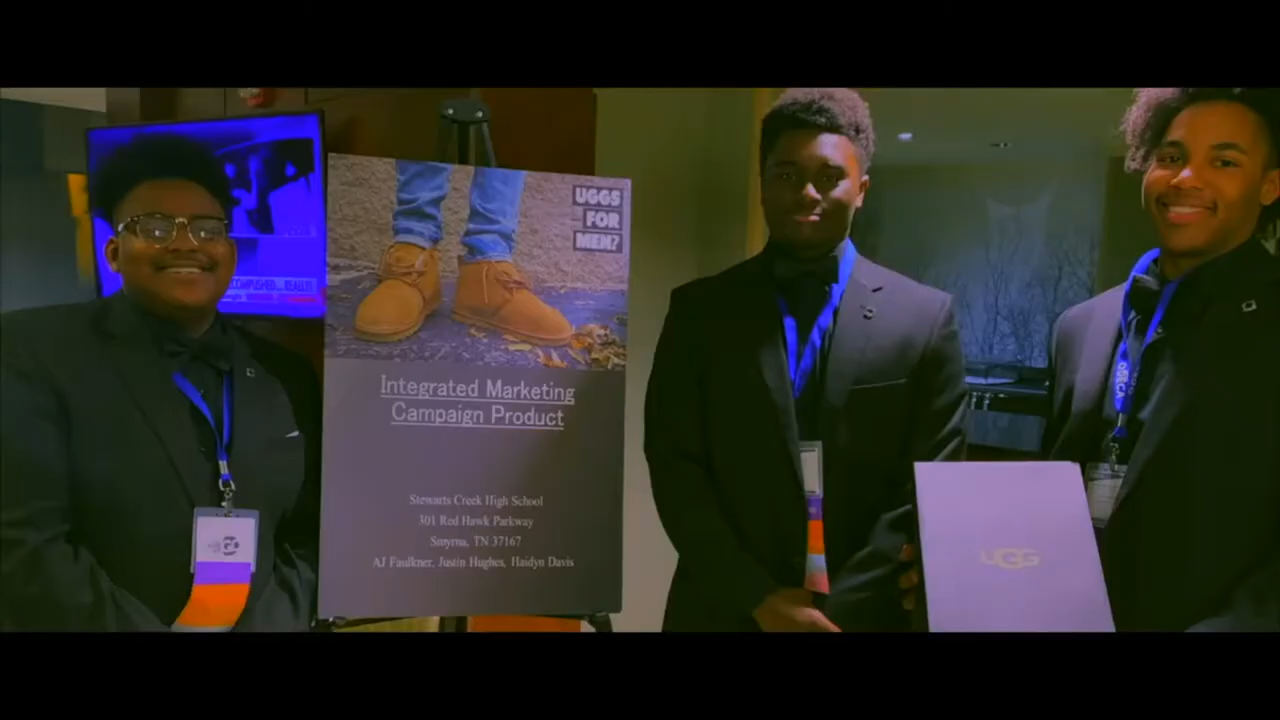 UGGS
FOR
MEN?
Integrated Marketing
Campaign Product
Stewarts Creek High School
301 Red Hawk Parkway
Smyrna, TN 37167
AJ Faulkner, Justin Hughes, Haidyn Davis
UGG
DECA